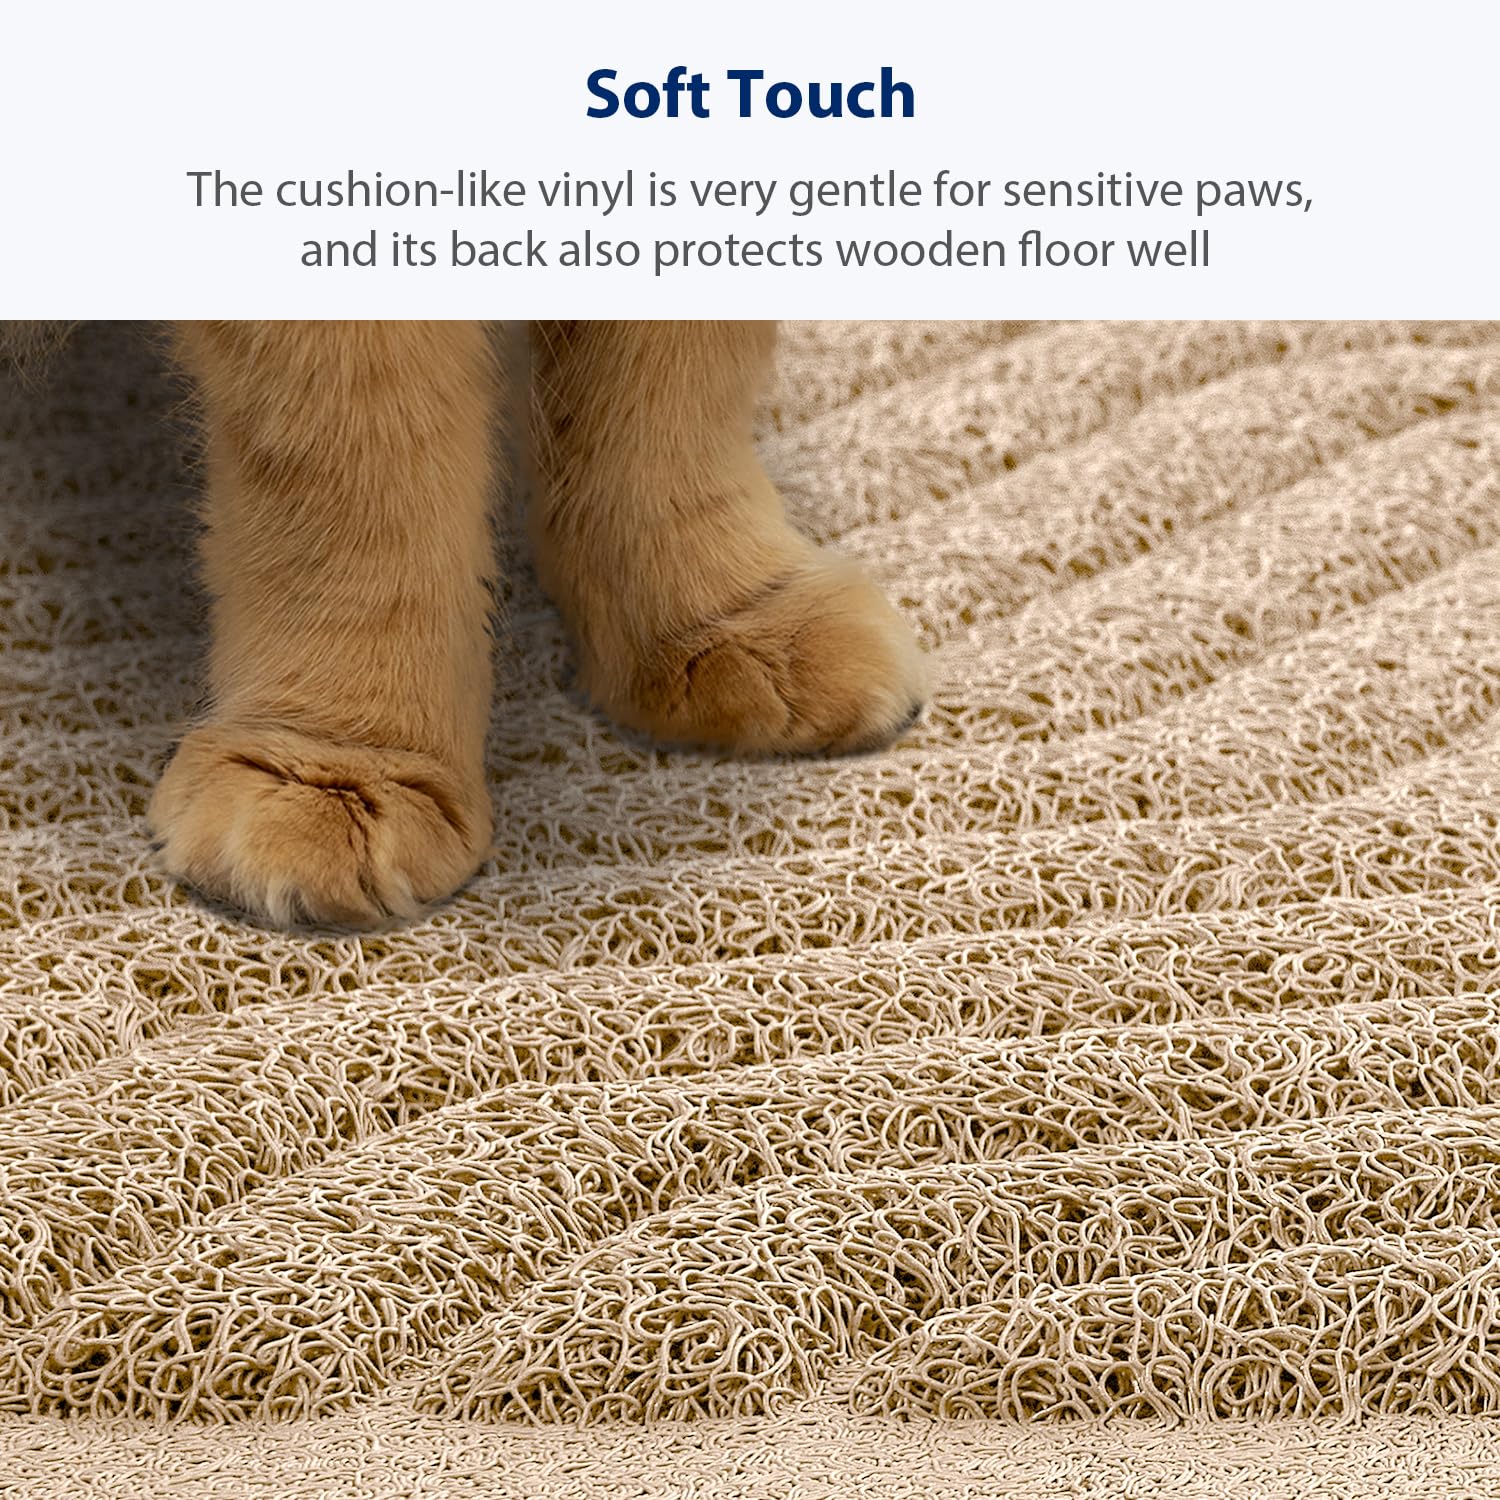 Soft Touch
The cushion-like vinyl is very gentle for sensitive paws,
and its back also protects wooden floor well